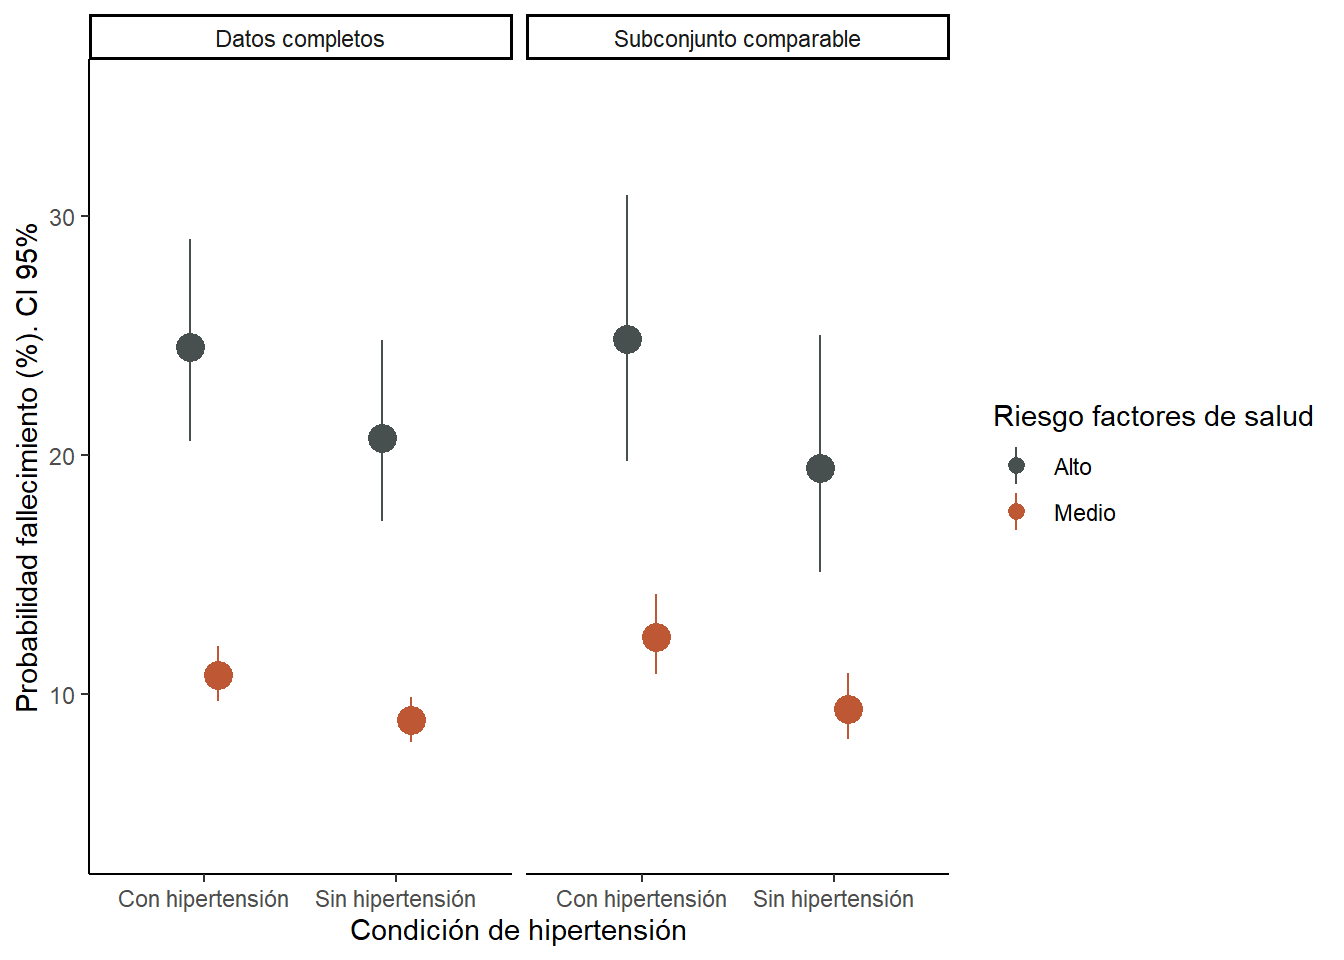 Datos completos
Subconjunto comparable
Probabilidad fallecimiento (%). CI 95%
30
20
10
Con hipertensión
Sin hipertensión
Con hipertensión
Sin hipertensión
Condición de hipertensión
Riesgo factores de salud
Alto
Medio